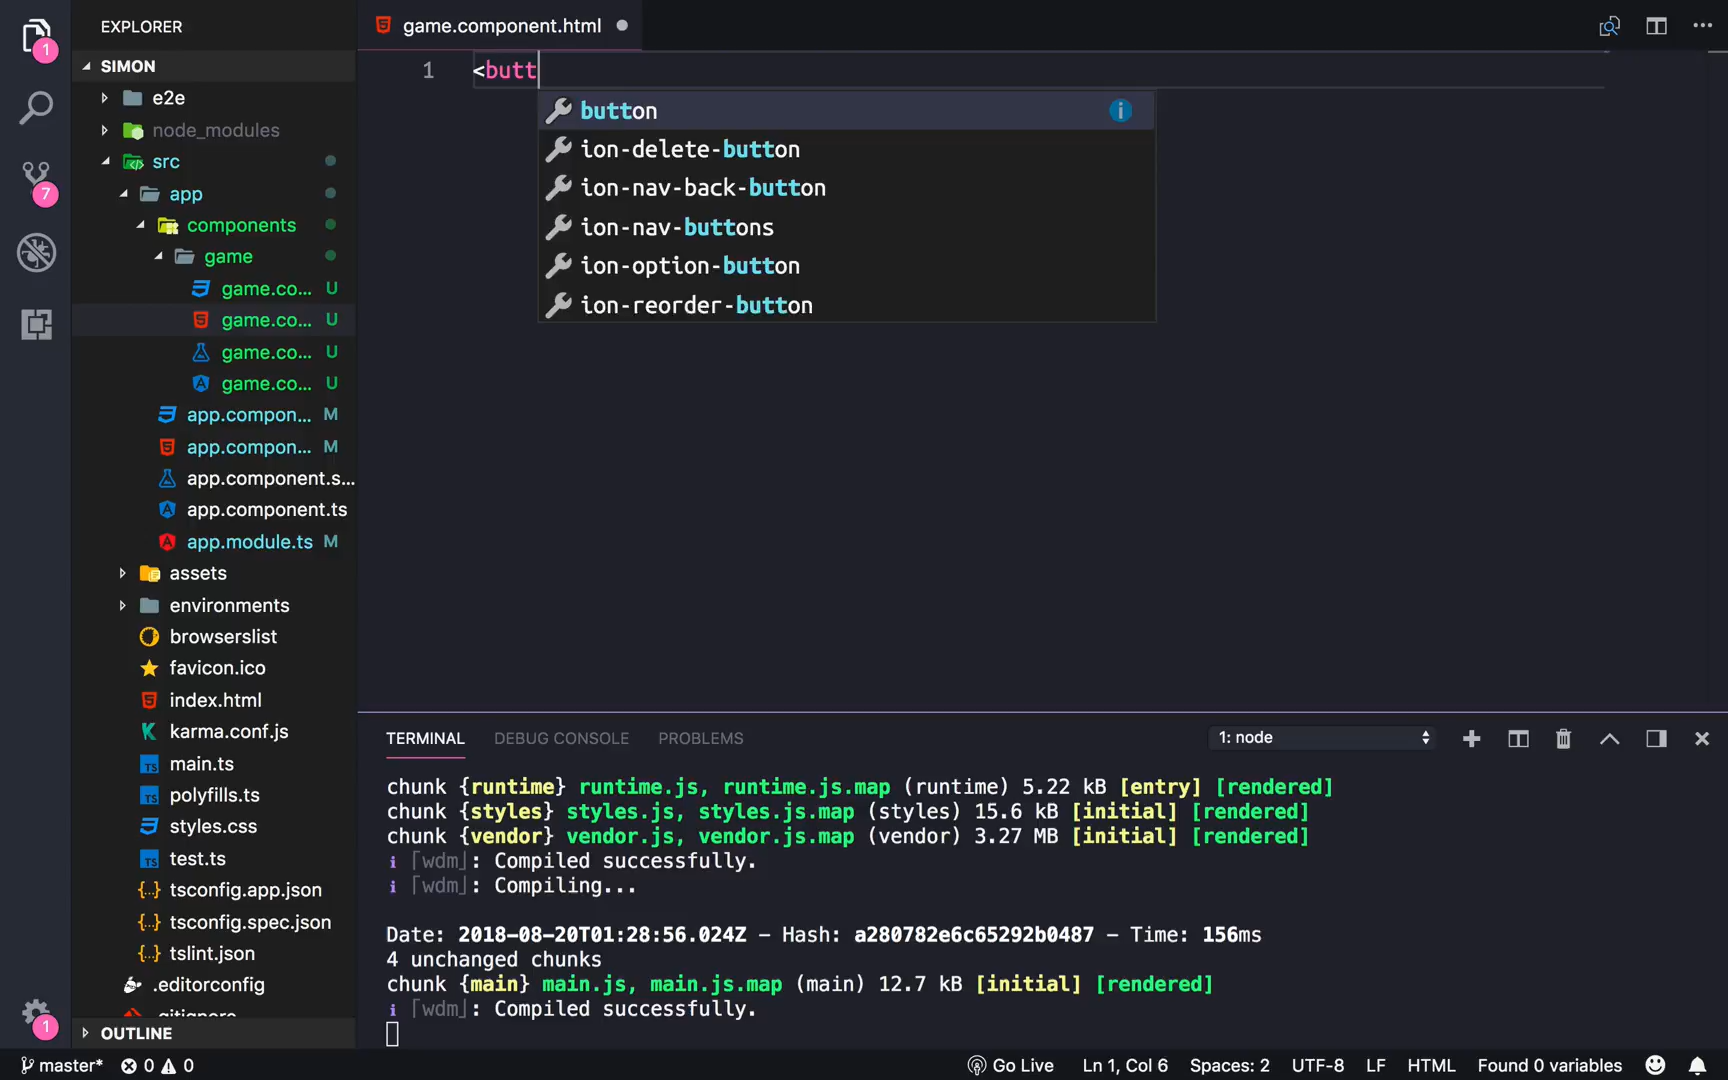 EXPLORER
game.component.html
1
SIMON
e2e
node_modules
src
7
app
components
game
game.co... U
game.co... U
game.co... U
game.co... U
app.compon... M
app.compon... M
app.component.s...
app.component.ts
app.module.ts M
assets
environments
browserslist
favicon.ico
index.html
karma.conf.js
main.ts
polyfills.ts
styles.css
test.ts
tsconfig.app.json
tsconfig.spec.json
tslint.json
.editorconfig
.gitignore
1
OUTLINE
1 <butt
button
ion-delete-button
ion-nav-back-button
ion-nav-buttons
ion-option-button
ion-reorder-button
TERMINAL DEBUG CONSOLE PROBLEMS 1: node
chunk {runtime} runtime.js, runtime.js.map (runtime) 5.22 kB [entry] [rendered]
chunk {styles} styles.js, styles.js.map (styles) 15.6 kB [initial] [rendered]
chunk {vendor} vendor.js, vendor.js.map (vendor) 3.27 MB [initial] [rendered]
ℹ ｢wdm｣: Compiled successfully.
ℹ ｢wdm｣: Compiling...
Date: 2018-08-20T01:28:56.024Z - Hash: a280782e6c65292b0487 - Time: 156ms
4 unchanged chunks
chunk {main} main.js, main.js.map (main) 12.7 kB [initial] [rendered]
ℹ ｢wdm｣: Compiled successfully.
master* 0 0 Go Live Ln 1, Col 6 Spaces: 2 UTF-8 LF HTML Found 0 variables